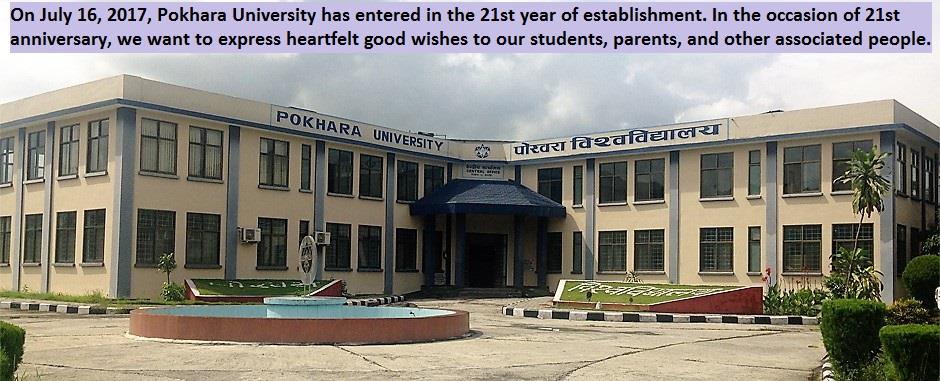 On July 16, 2017, Pokhara University has entered in the 21st year of establishment. In the occasion of 21st
anniversary, we want to express heartfelt good wishes to our students, parents, and other associated people.
POKHARA UNIVERSITY
पोखरा विश्वविद्यालय
CENTRAL OFFICE